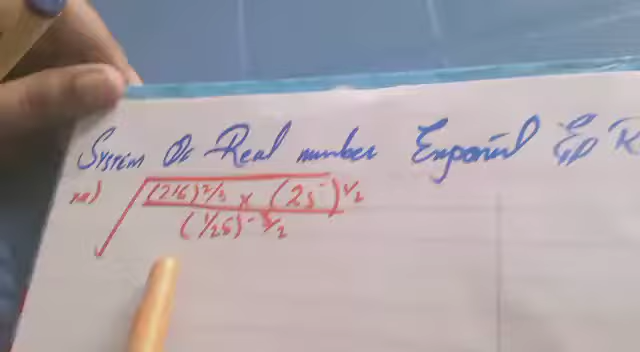 System Of Real number Exponent & R
m) √(216)^2/3 × (25)^1/2
(1/25)^-3/2